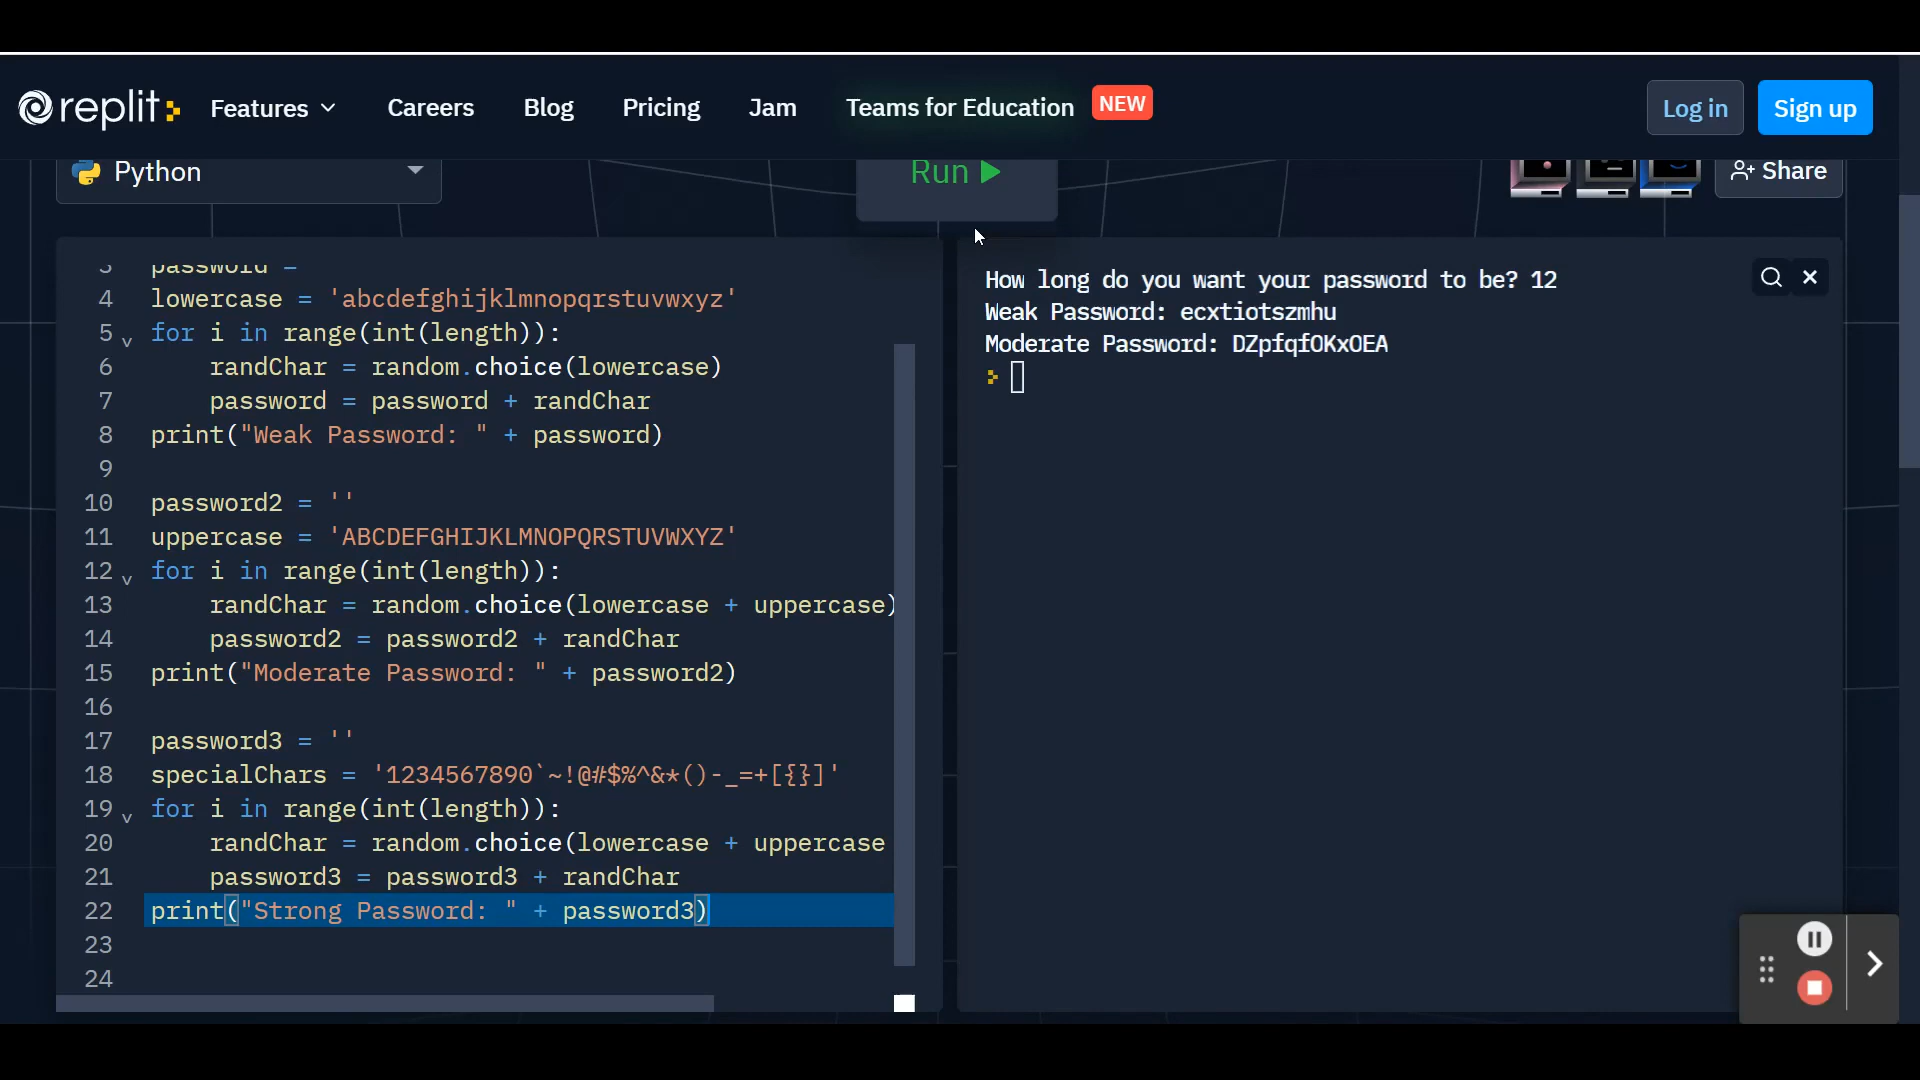 replit
Features
Careers
Blog
Pricing
Jam
Teams for Education
NEW
Log in
Sign up
Python
Run
Share
3 password =
4 lowercase = 'abcdefghijklmnopqrstuvwxyz'
5 for i in range(int(length)):
6 randChar = random.choice(lowercase)
7 password = password + randChar
8 print("Weak Password: " + password)
9
10 password2 = ''
11 uppercase = 'ABCDEFGHIJKLMNOPQRSTUVWXYZ'
12 for i in range(int(length)):
13 randChar = random.choice(lowercase + uppercase)
14 password2 = password2 + randChar
15 print("Moderate Password: " + password2)
16
17 password3 = ''
18 specialChars = '1234567890`~!@#$%^&*()-_=+[{}]'
19 for i in range(int(length)):
20 randChar = random.choice(lowercase + uppercase
21 password3 = password3 + randChar
22 print("Strong Password: " + password3)
23
24
How long do you want your password to be? 12
Weak Password: ecxtiotszmhu
Moderate Password: DZpfqfOKxOEA